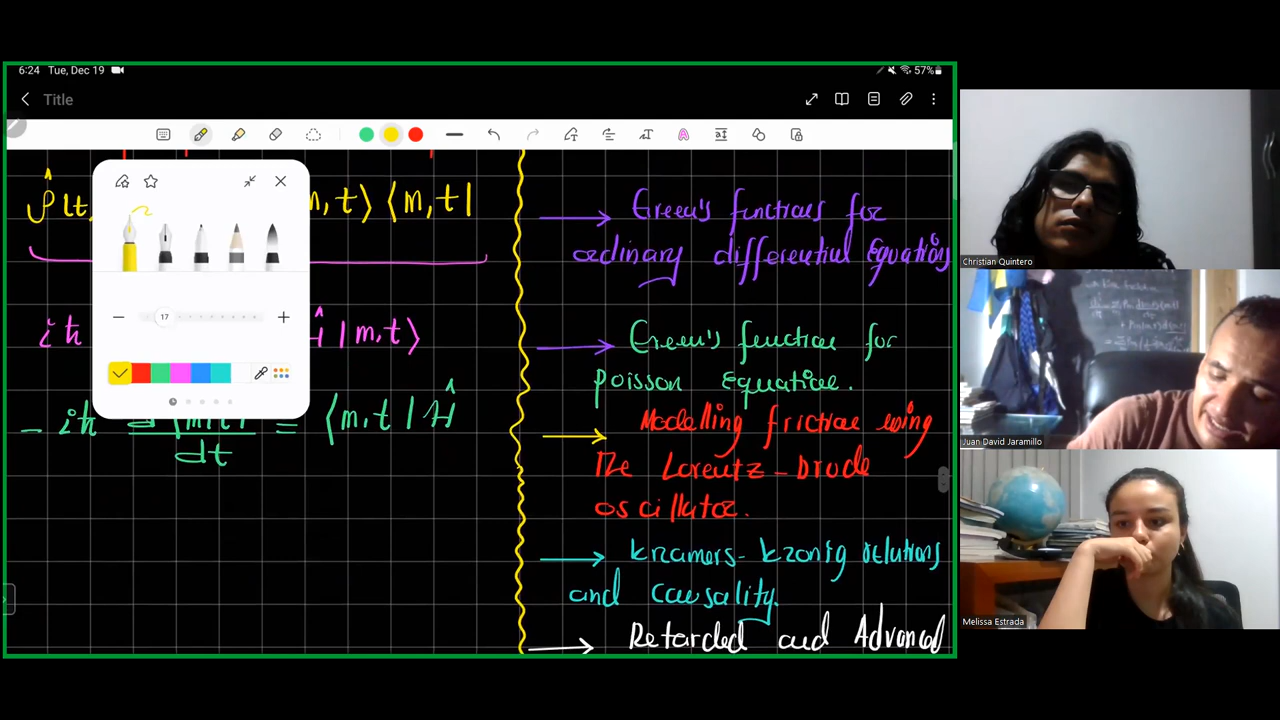 6:24 Tue, Dec 19
57%
Title
ρ̂(t, m,t⟩ ⟨m,t|
iħ Ĥ |m,t⟩
- iħ d⟨m,t| / dt = ⟨m,t| Ĥ
17
→ Green's functions for
ordinary differential Equations
→ Green's function for
poisson Equation.
→ Modelling friction using
The Lorentz-drude
oscillator.
→ kramers-kronig relations
and causality.
→ Retarded and Advanced
Christian Quintero
Juan David Jaramillo
Melissa Estrada